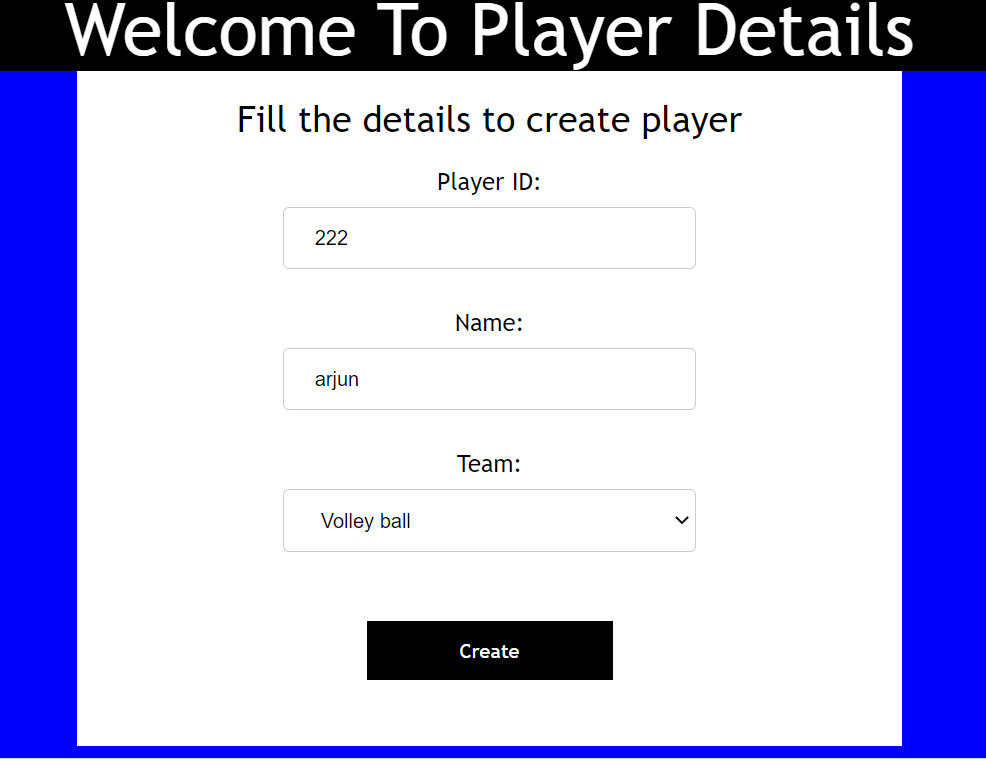 Welcome To Player Details
Fill the details to create player
Player ID:
222
Name:
arjun
Team:
Volley ball
Create